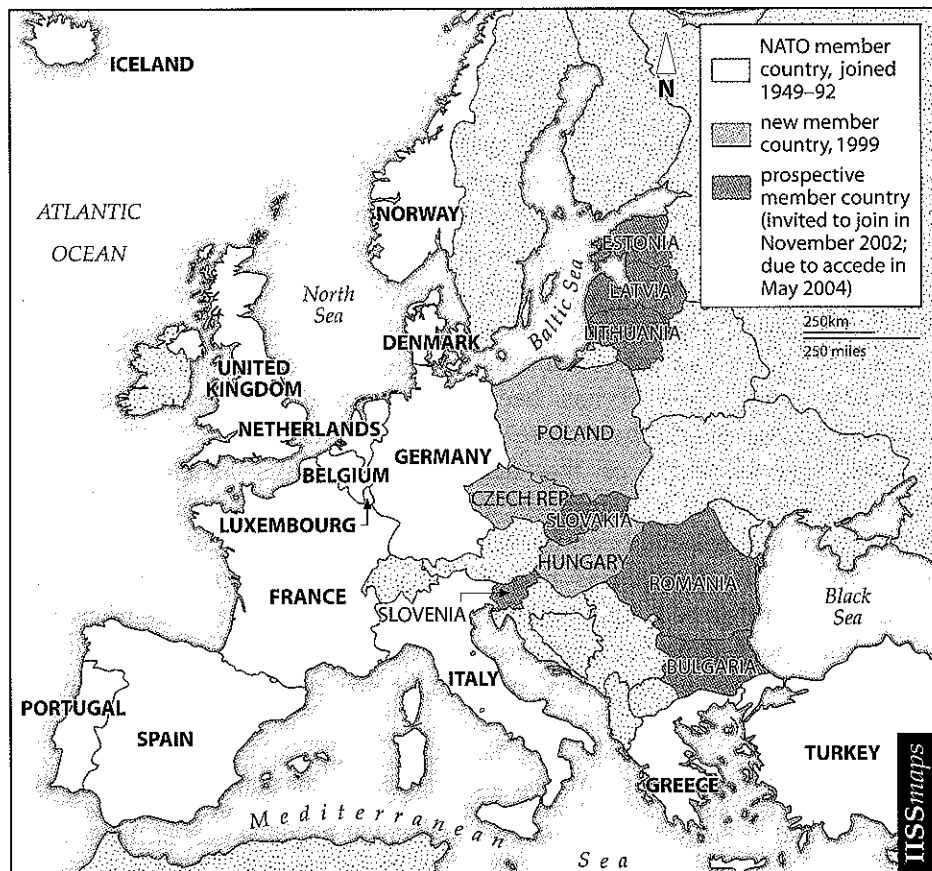 ICELAND
N
NATO member
country, joined
1949–92
new member
country, 1999
prospective
member country
(invited to join in
November 2002;
due to accede in
May 2004)
250km
250 miles
ATLANTIC
OCEAN
NORWAY
North
Sea
Baltic Sea
ESTONIA
LATVIA
LITHUANIA
DENMARK
UNITED
KINGDOM
NETHERLANDS
BELGIUM
GERMANY
POLAND
LUXEMBOURG
CZECH REP
SLOVAKIA
HUNGARY
FRANCE
SLOVENIA
ROMANIA
Black
Sea
BULGARIA
ITALY
PORTUGAL
SPAIN
GREECE
TURKEY
Mediterranean
Sea
IISSmaps